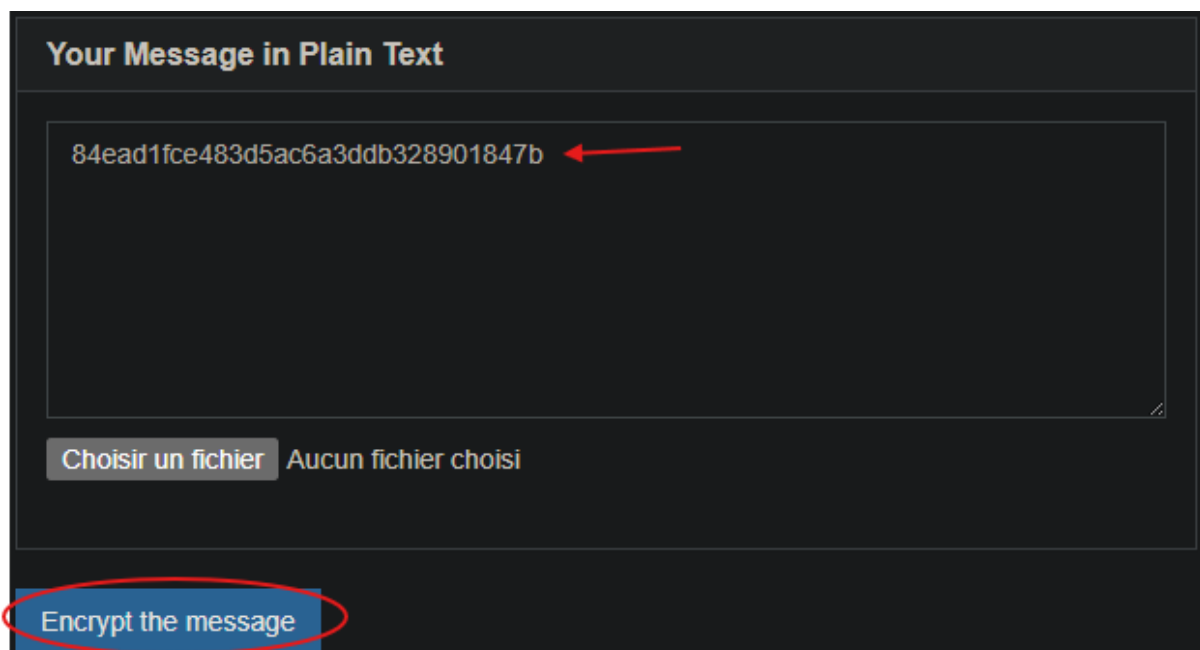 Your Message in Plain Text
84ead1fce483d5ac6a3ddb328901847b
Choisir un fichier Aucun fichier choisi
Encrypt the message